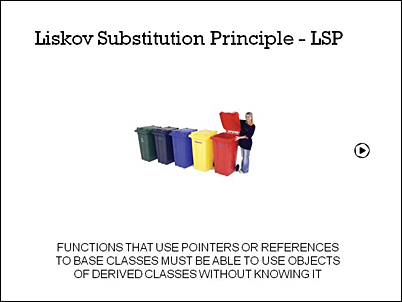 Liskov Substitution Principle - LSP
FUNCTIONS THAT USE POINTERS OR REFERENCES
TO BASE CLASSES MUST BE ABLE TO USE OBJECTS
OF DERIVED CLASSES WITHOUT KNOWING IT